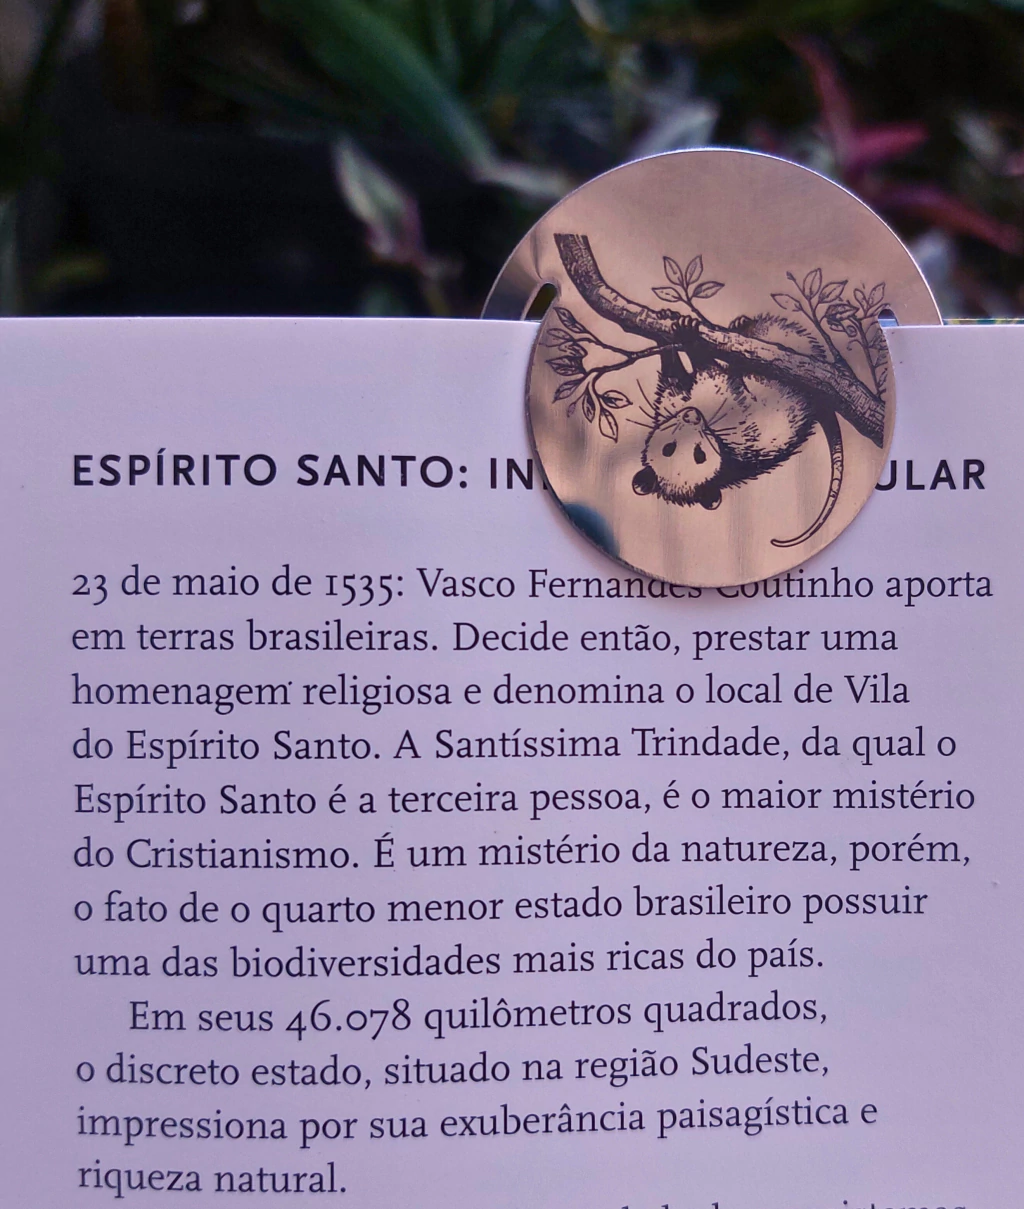 ESPÍRITO SANTO: IN ULAR
23 de maio de 1535: Vasco Fernandes Coutinho aporta
em terras brasileiras. Decide então, prestar uma
homenagem religiosa e denomina o local de Vila
do Espírito Santo. A Santíssima Trindade, da qual o
Espírito Santo é a terceira pessoa, é o maior mistério
do Cristianismo. É um mistério da natureza, porém,
o fato de o quarto menor estado brasileiro possuir
uma das biodiversidades mais ricas do país.
Em seus 46.078 quilômetros quadrados,
o discreto estado, situado na região Sudeste,
impressiona por sua exuberância paisagística e
riqueza natural.